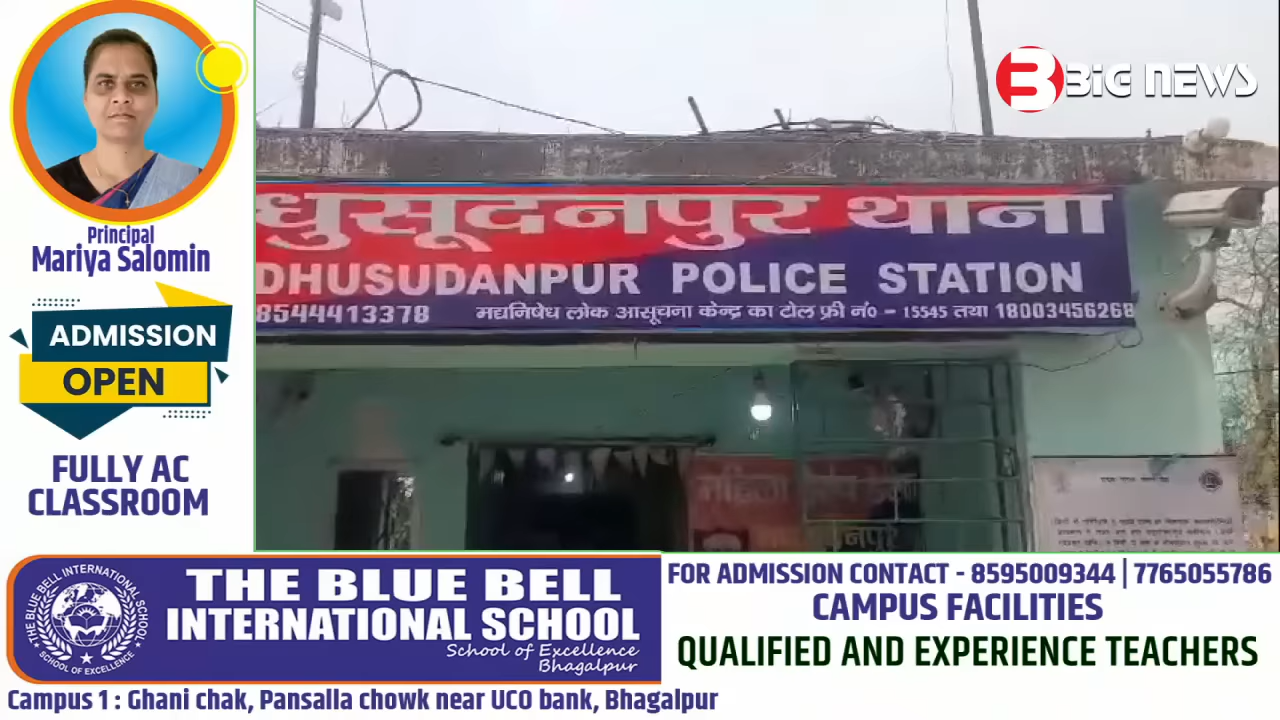 BIG NEWS
धुसूदनपुर थाना
DHUSUDANPUR POLICE STATION
8544413378 मद्यनिषेध लोक आसूचना केन्द्र का टोल फ्री नं० - 15545 तथा 18003456268
Principal
Mariya Salomin
ADMISSION
OPEN
FULLY AC
CLASSROOM
THE BLUE BELL INTERNATIONAL SCHOOL
SCHOOL OF EXCELLENCE
THE BLUE BELL
INTERNATIONAL SCHOOL
School of Excellence
Bhagalpur
FOR ADMISSION CONTACT - 8595009344 | 7765055786
CAMPUS FACILITIES
QUALIFIED AND EXPERIENCE TEACHERS
Campus 1 : Ghani chak, Pansalla chowk near UCO bank, Bhagalpur